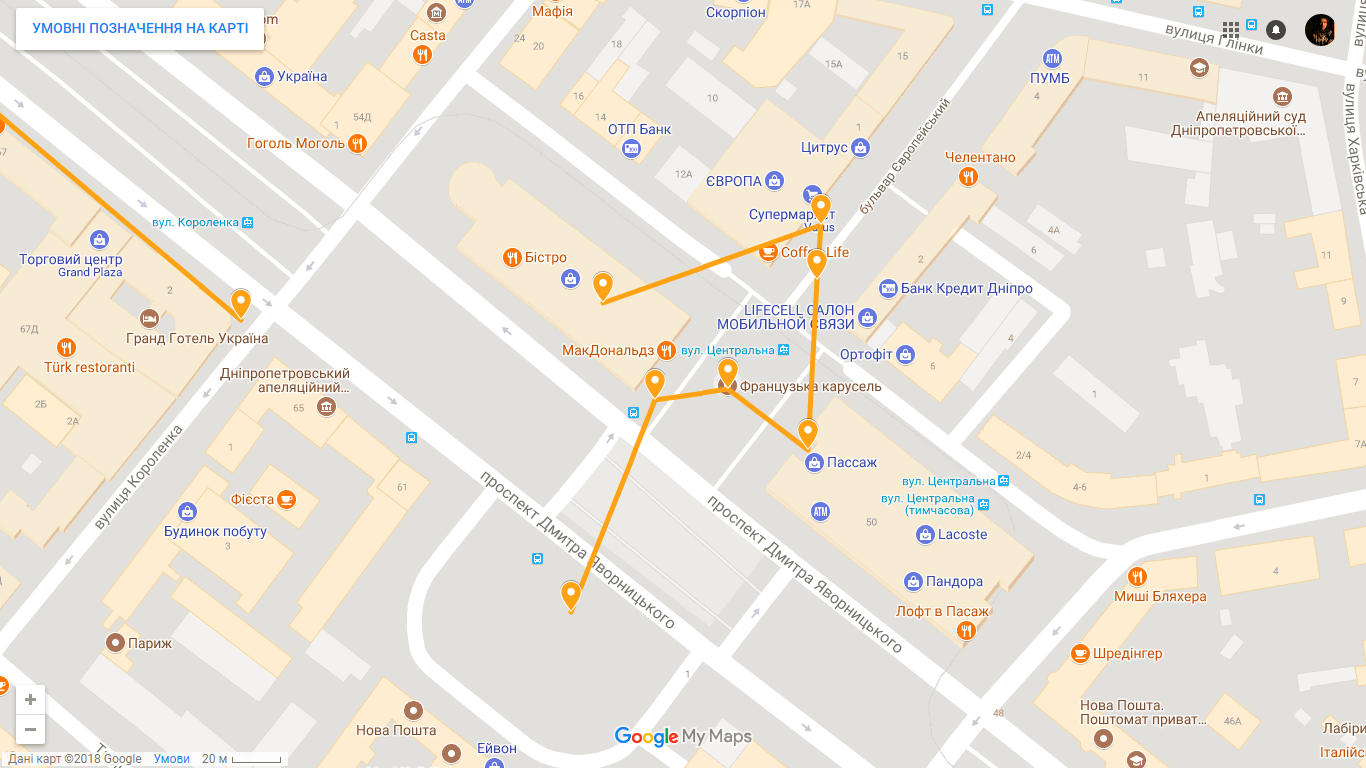 УМОВНІ ПОЗНАЧЕННЯ НА КАРТІ
Мафія
Скорпіон
Casta
24
20
18
16
15А
15
10
1
вулиця Глінки
ПУМБ
4
11
Апеляційний суд
Дніпропетровської...
вулиця Харківська
Україна
54Д
1
Гоголь Моголь
ОТП Банк
12А
Цитрус
ЄВРОПА
Супермаркет
Varus
Coffee Life
бульвар Європейський
Челентано
2
4А
6
вул. Короленка
Торговий центр
Grand Plaza
2
Гранд Готель Україна
67Д
Türk restoranti
2Б
2А
Бістро
МакДональдз
вул. Центральна
LIFECELL САЛОН
МОБИЛЬНОЙ СВЯЗИ
Банк Кредит Дніпро
Ортофіт
6
4
11
9
1
Французька карусель
Дніпропетровський
апеляційний...
65
1
61
вулиця Короленка
Фієста
Будинок побуту
3
проспект Дмитра Яворницького
проспект Дмитра Яворницького
Пассаж
50
Lacoste
Пандора
Лофт в Пасаж
вул. Центральна
вул. Центральна
(тимчасова)
2/4
4-6
1
7А
4
Миші Бляхера
Шредінгер
48
46А
Нова Пошта.
Поштомат приват...
Лабірин
Італійсь
Париж
Нова Пошта
Ейвон
1
Google My Maps
Дані карт ©2018 Google
Умови
20 м